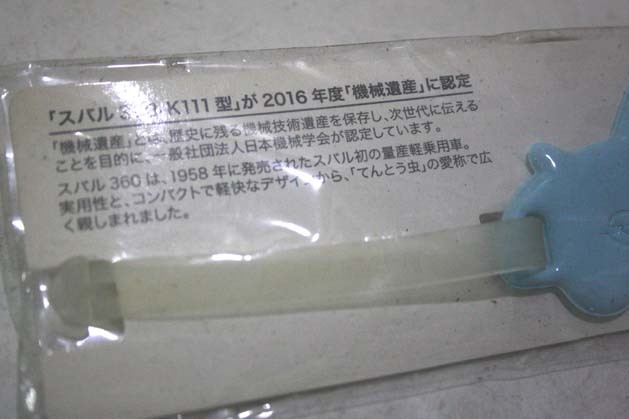 「スバル 3 K111 型」が 2016 年度「機械遺産」に認定
「機械遺産」とは、歴史に残る機械技術遺産を保存し、次世代に伝える
ことを目的に、一般社団法人日本機械学会が認定しています。
スバル 360 は、1958 年に発売されたスバル初の量産軽乗用車。
実用性と、コンパクトで軽快なデザインから、「てんとう虫」の愛称で広
く親しまれました。